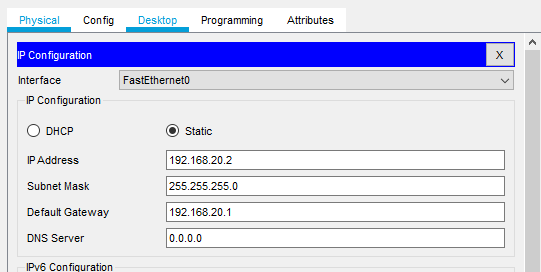 Physical Config Desktop Programming Attributes
IP Configuration X
Interface FastEthernet0
IP Configuration
DHCP Static
IP Address 192.168.20.2
Subnet Mask 255.255.255.0
Default Gateway 192.168.20.1
DNS Server 0.0.0.0
IPv6 Configuration